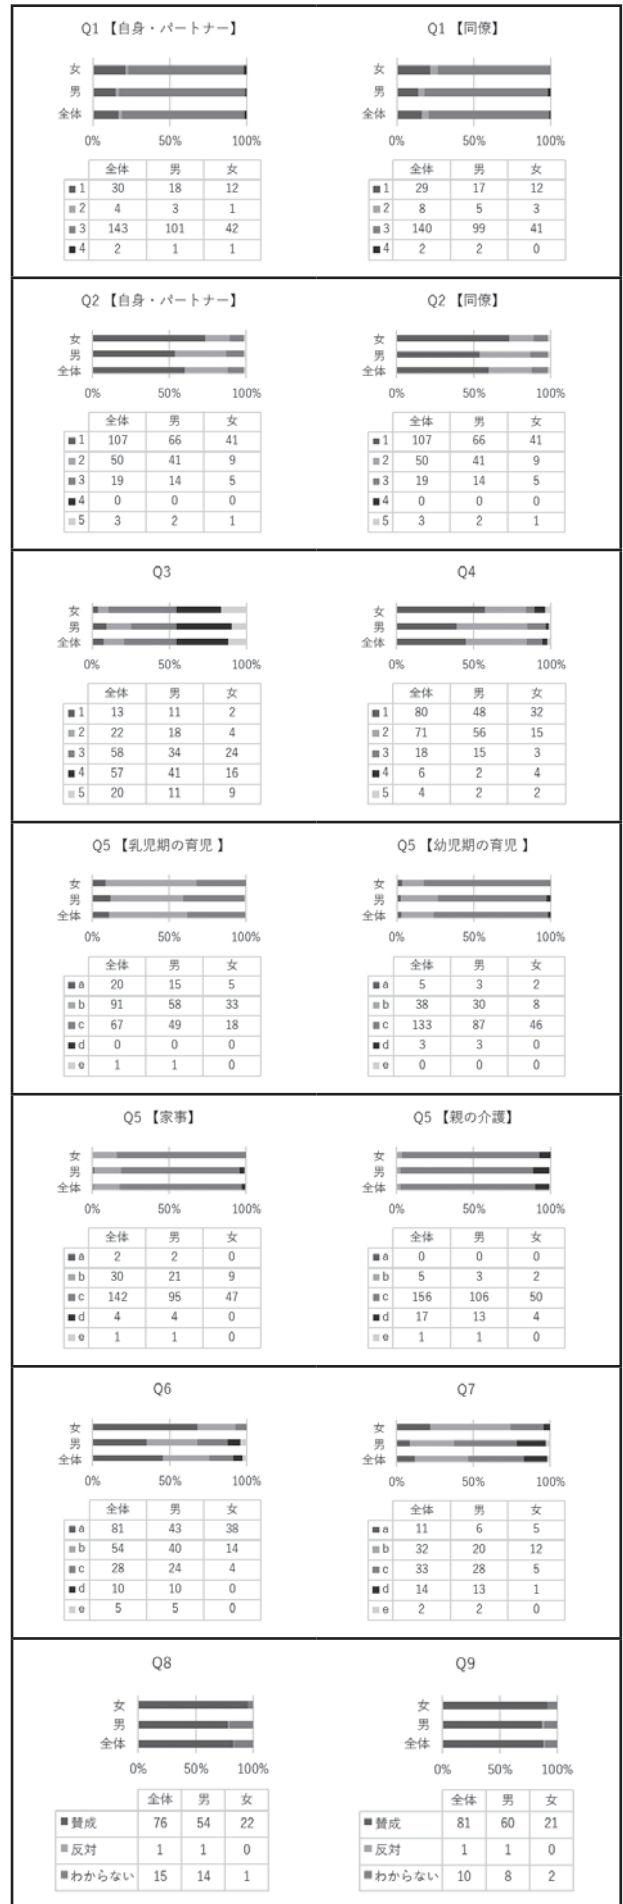 Q1 【自身・パートナー】
女
男
全体
0% 50% 100%
全体 男 女
■1 30 18 12
■2 4 3 1
■3 143 101 42
■4 2 1 1
Q1 【同僚】
女
男
全体
0% 50% 100%
全体 男 女
■1 29 17 12
■2 8 5 3
■3 140 99 41
■4 2 2 0
Q2 【自身・パートナー】
女
男
全体
0% 50% 100%
全体 男 女
■1 107 66 41
■2 50 41 9
■3 19 14 5
■4 0 0 0
■5 3 2 1
Q2 【同僚】
女
男
全体
0% 50% 100%
全体 男 女
■1 107 66 41
■2 50 41 9
■3 19 14 5
■4 0 0 0
■5 3 2 1
Q3
女
男
全体
0% 50% 100%
全体 男 女
■1 13 11 2
■2 22 18 4
■3 58 34 24
■4 57 41 16
■5 20 11 9
Q4
女
男
全体
0% 50% 100%
全体 男 女
■1 80 48 32
■2 71 56 15
■3 18 15 3
■4 6 2 4
■5 4 2 2
Q5 【乳児期の育児 】
女
男
全体
0% 50% 100%
全体 男 女
■a 20 15 5
■b 91 58 33
■c 67 49 18
■d 0 0 0
■e 1 1 0
Q5 【幼児期の育児 】
女
男
全体
0% 50% 100%
全体 男 女
■a 5 3 2
■b 38 30 8
■c 133 87 46
■d 3 3 0
■e 0 0 0
Q5 【家事】
女
男
全体
0% 50% 100%
全体 男 女
■a 2 2 0
■b 30 21 9
■c 142 95 47
■d 4 4 0
■e 1 1 0
Q5 【親の介護】
女
男
全体
0% 50% 100%
全体 男 女
■a 0 0 0
■b 5 3 2
■c 156 106 50
■d 17 13 4
■e 1 1 0
Q6
女
男
全体
0% 50% 100%
全体 男 女
■a 81 43 38
■b 54 40 14
■c 28 24 4
■d 10 10 0
■e 5 5 0
Q7
女
男
全体
0% 50% 100%
全体 男 女
■a 11 6 5
■b 32 20 12
■c 33 28 5
■d 14 13 1
■e 2 2 0
Q8
女
男
全体
0% 50% 100%
全体 男 女
■賛成 76 54 22
■反対 1 1 0
■わからない 15 14 1
Q9
女
男
全体
0% 50% 100%
全体 男 女
■賛成 81 60 21
■反対 1 1 0
■わからない 10 8 2